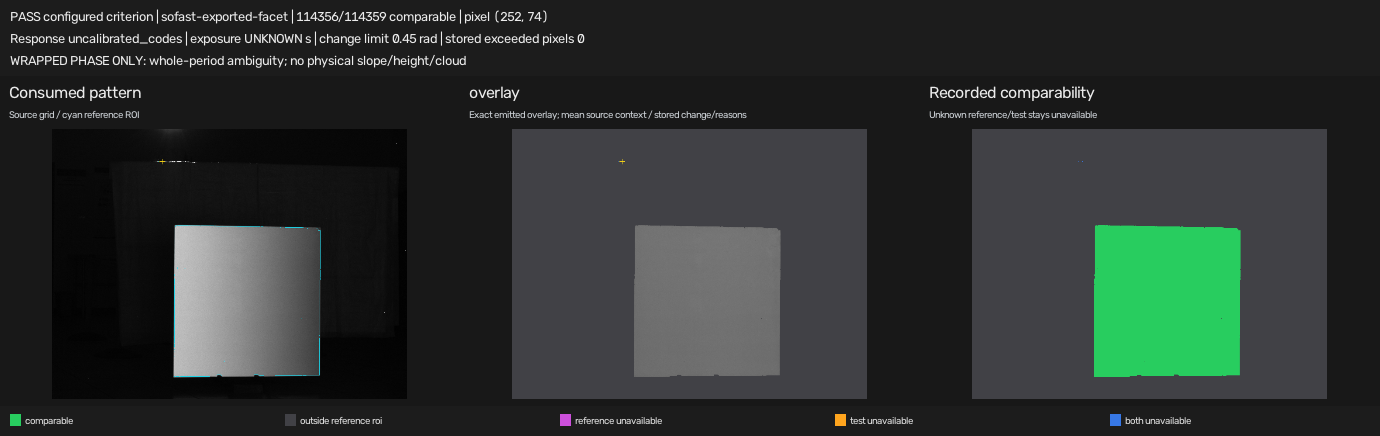 PASS configured criterion | sofast-exported-facet | 114356/114359 comparable | pixel (252, 74)
Response uncalibrated_codes | exposure UNKNOWN s | change limit 0.45 rad | stored exceeded pixels 0
WRAPPED PHASE ONLY: whole-period ambiguity; no physical slope/height/cloud
Consumed pattern
Source grid / cyan reference ROI
overlay
Exact emitted overlay; mean source context / stored change/reasons
Recorded comparability
Unknown reference/test stays unavailable
comparable
outside reference roi
reference unavailable
test unavailable
both unavailable